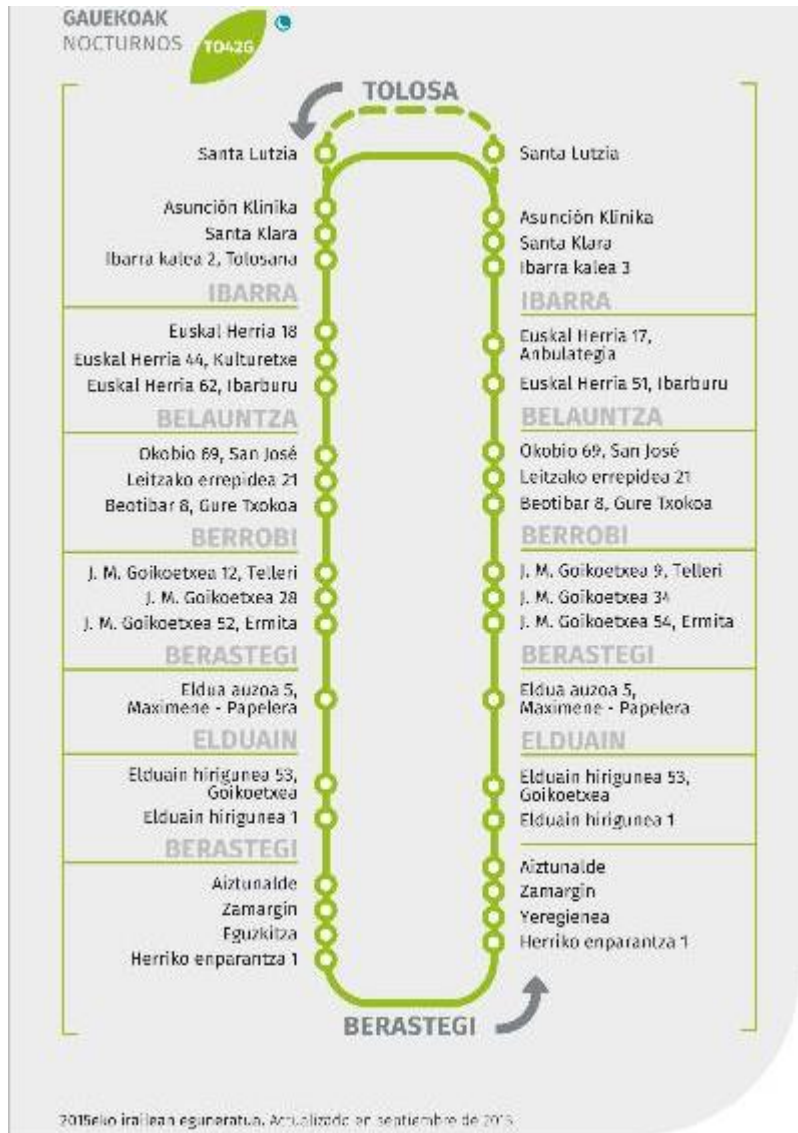 GAUEKOAK
NOCTURNOS
TO42G
TOLOSA
Santa Lutzia
Asunción Klinika
Santa Klara
Ibarra kalea 2, Tolosana
IBARRA
Euskal Herria 18
Euskal Herria 44, Kulturetxe
Euskal Herria 62, Ibarburu
BELAUNTZA
Okobio 69, San José
Leitzako errepidea 21
Beotibar 8, Gure Txokoa
BERROBI
J. M. Goikoetxea 12, Telleri
J. M. Goikoetxea 28
J. M. Goikoetxea 52, Ermita
BERASTEGI
Eldua auzoa 5,
Maximene - Papelera
ELDUAIN
Elduain hirigunea 53,
Goikoetxea
Elduain hirigunea 1
BERASTEGI
Aiztunalde
Zamargin
Eguzkitza
Herriko enparantza 1
Santa Lutzia
Asunción Klinika
Santa Klara
Ibarra kalea 3
IBARRA
Euskal Herria 17,
Anbulategia
Euskal Herria 51, Ibarburu
BELAUNTZA
Okobio 69, San José
Leitzako errepidea 21
Beotibar 8, Gure Txokoa
BERROBI
J. M. Goikoetxea 9, Telleri
J. M. Goikoetxea 34
J. M. Goikoetxea 54, Ermita
BERASTEGI
Eldua auzoa 5,
Maximene - Papelera
ELDUAIN
Elduain hirigunea 53,
Goikoetxea
Elduain hirigunea 1
Aiztunalde
Zamargin
Yeregienea
Herriko enparantza 1
BERASTEGI
2015eko irailean eguneratua. Actualizado en septiembre de 2015